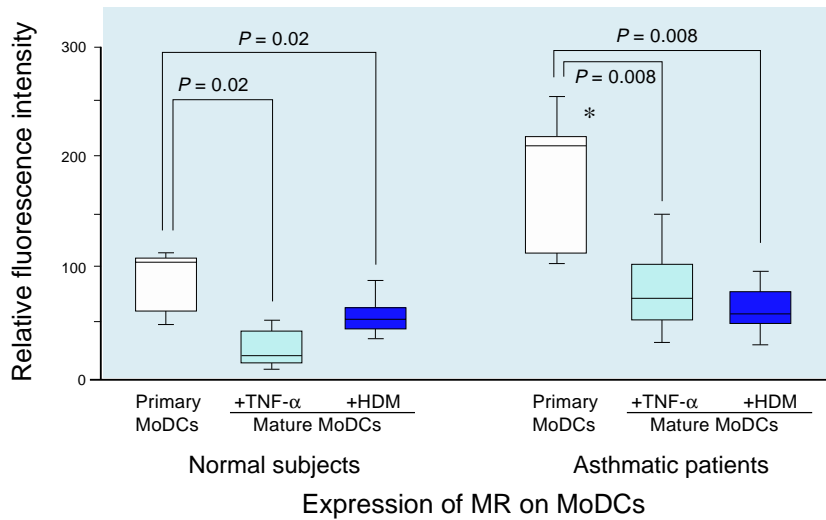 Relative fluorescence intensity
300
200
100
0
P = 0.02
P = 0.02
P = 0.008
P = 0.008
*
Primary MoDCs
+TNF-α
+HDM
Mature MoDCs
Normal subjects
Primary MoDCs
+TNF-α
+HDM
Mature MoDCs
Asthmatic patients
Expression of MR on MoDCs